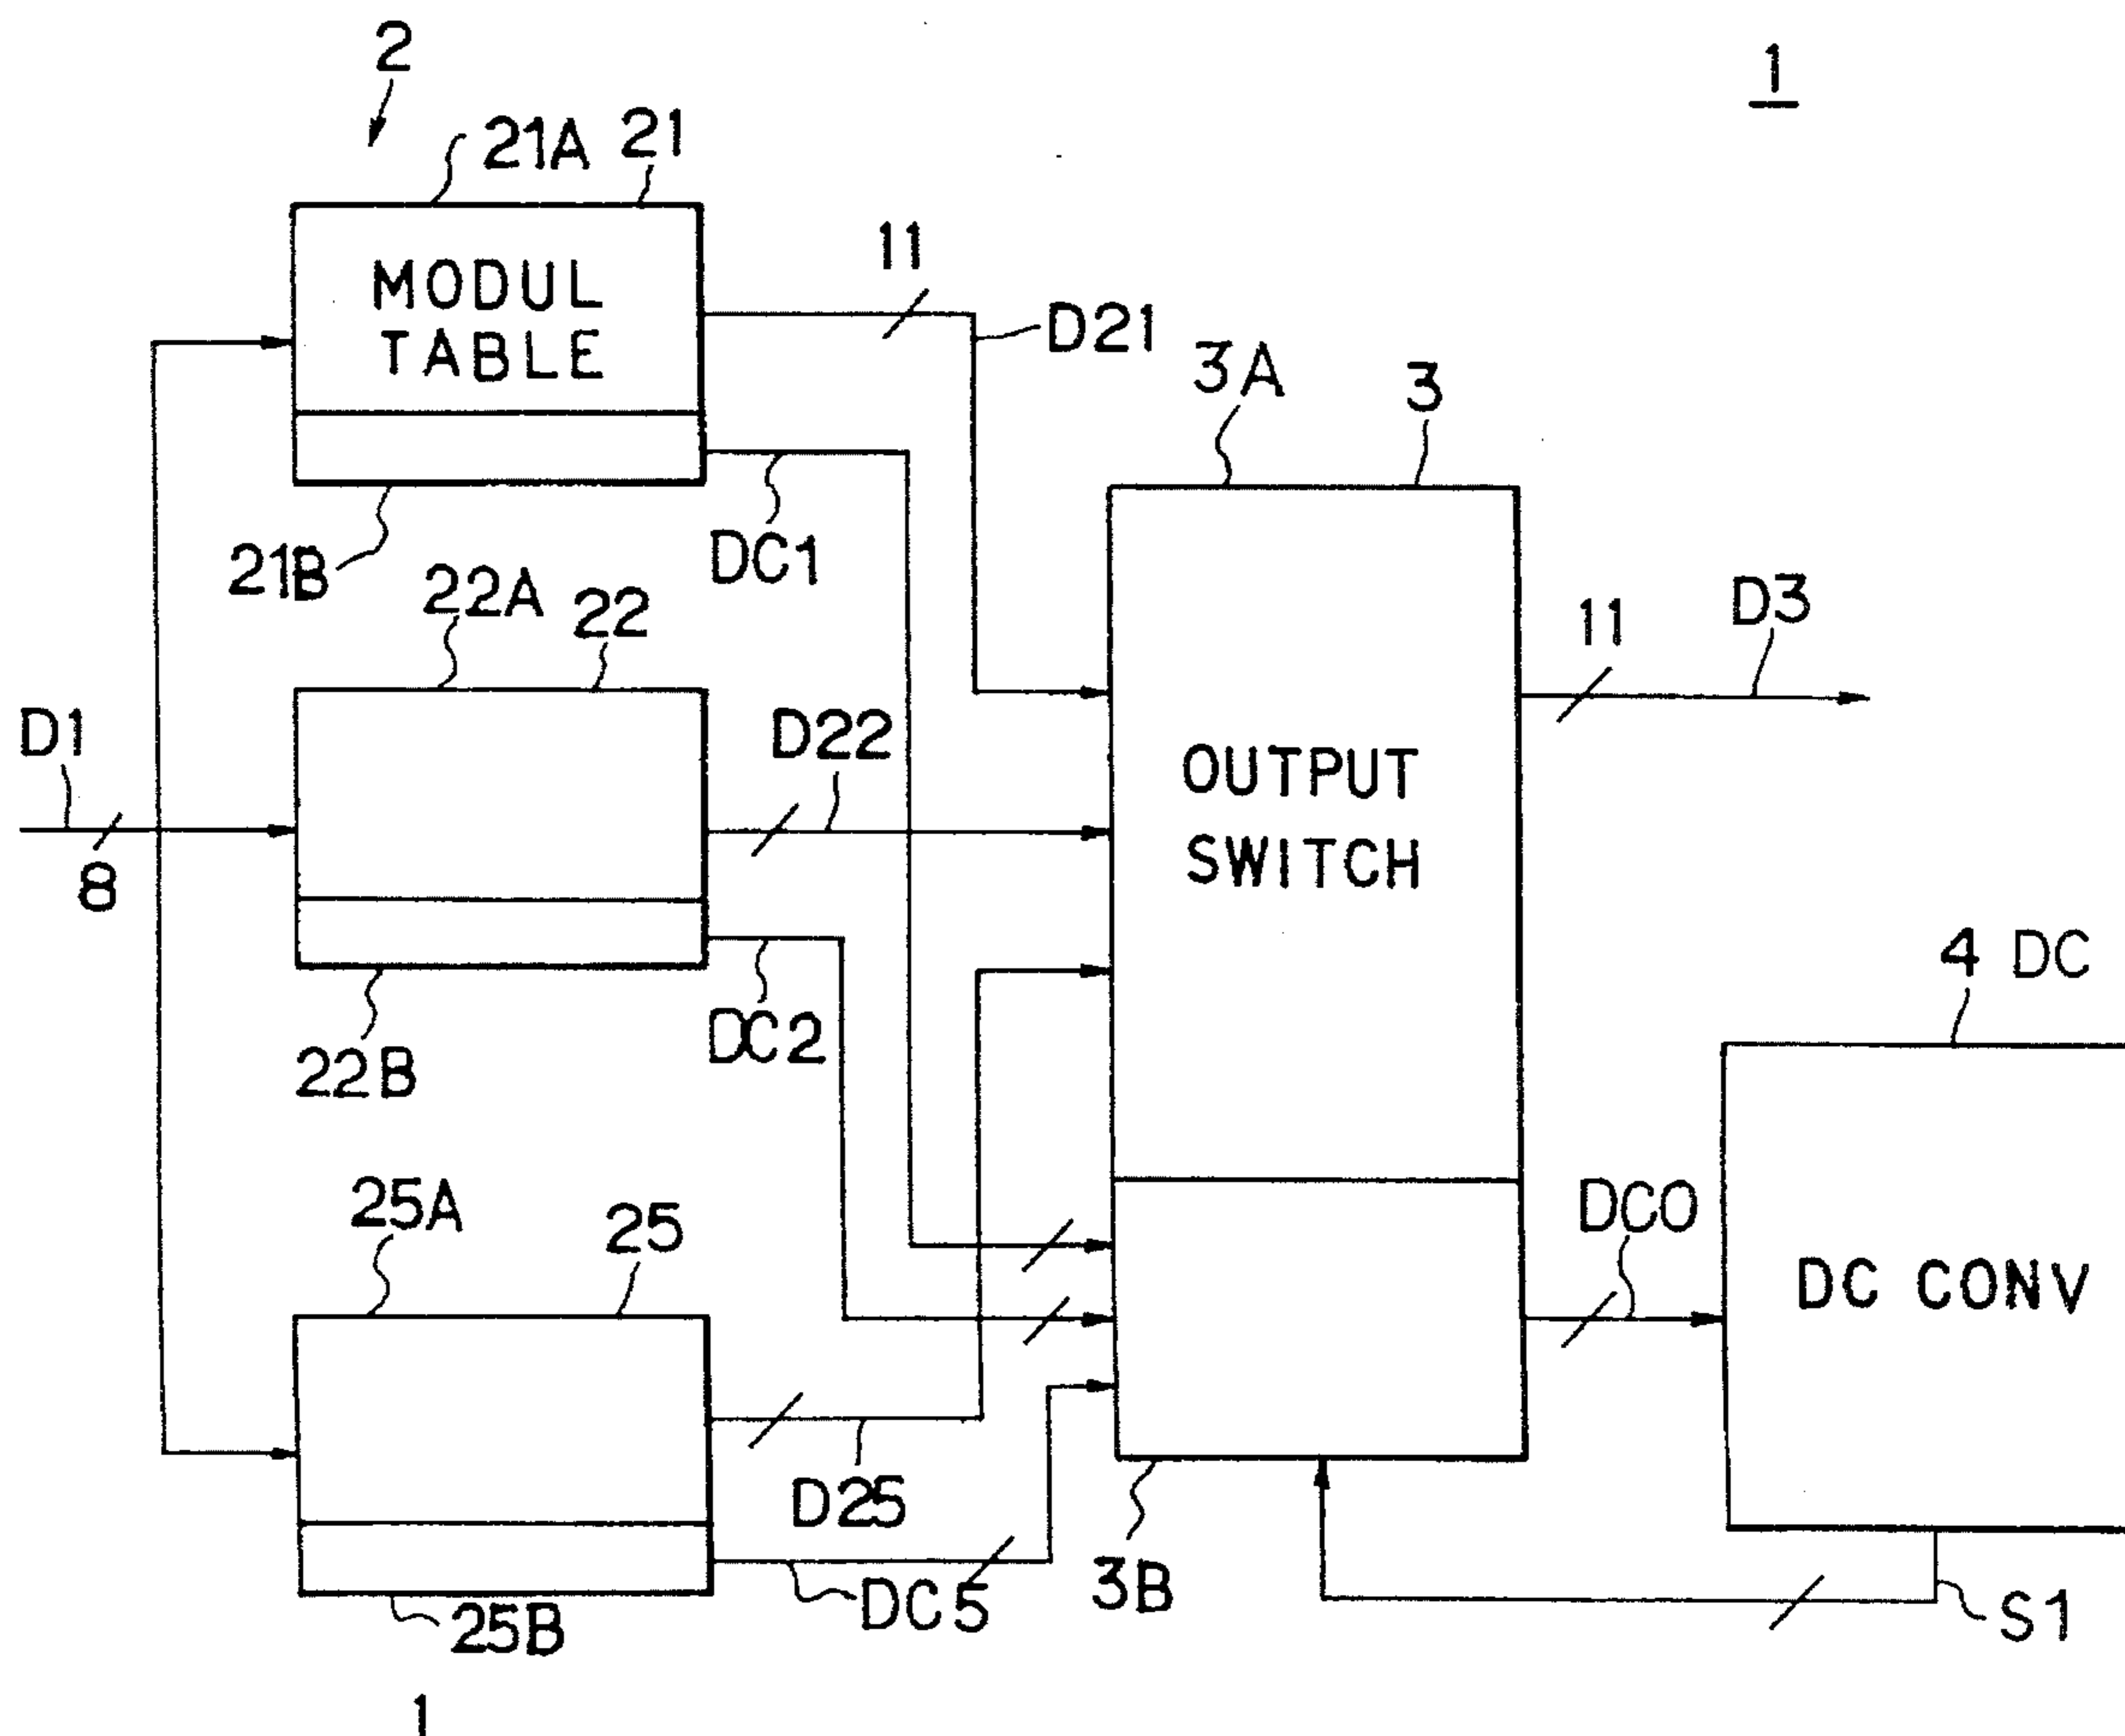 2
1
21A 21
MODUL
TABLE
11
D21
21B
DC1
3A
3
22A 22
D1
8
D22
22B
DC2
OUTPUT
SWITCH
11
D3
4 DC
25A
25
D25
25B
DC5
3B
DC0
DC CONV
S1
1